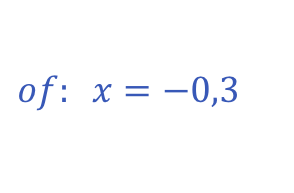 of: x = −0,3